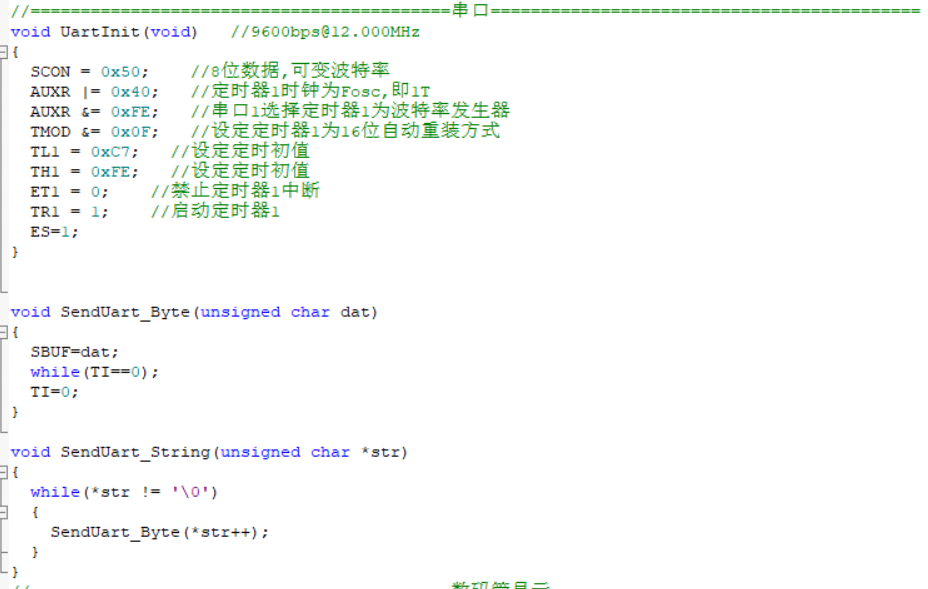 //==========================================串口===========================================
void UartInit(void)   //9600bps@12.000MHz
{
  SCON = 0x50;    //8位数据,可变波特率
  AUXR |= 0x40;   //定时器1时钟为Fosc,即1T
  AUXR &= 0xFE;   //串口1选择定时器1为波特率发生器
  TMOD &= 0x0F;   //设定定时器1为16位自动重装方式
  TL1 = 0xC7;   //设定定时初值
  TH1 = 0xFE;   //设定定时初值
  ET1 = 0;    //禁止定时器1中断
  TR1 = 1;    //启动定时器1
  ES=1;
}
void SendUart_Byte(unsigned char dat)
{
  SBUF=dat;
  while(TI==0);
  TI=0;
}
void SendUart_String(unsigned char *str)
{
  while(*str != '\0')
  {
    SendUart_Byte(*str++);
  }
}
//                                          数码管显示